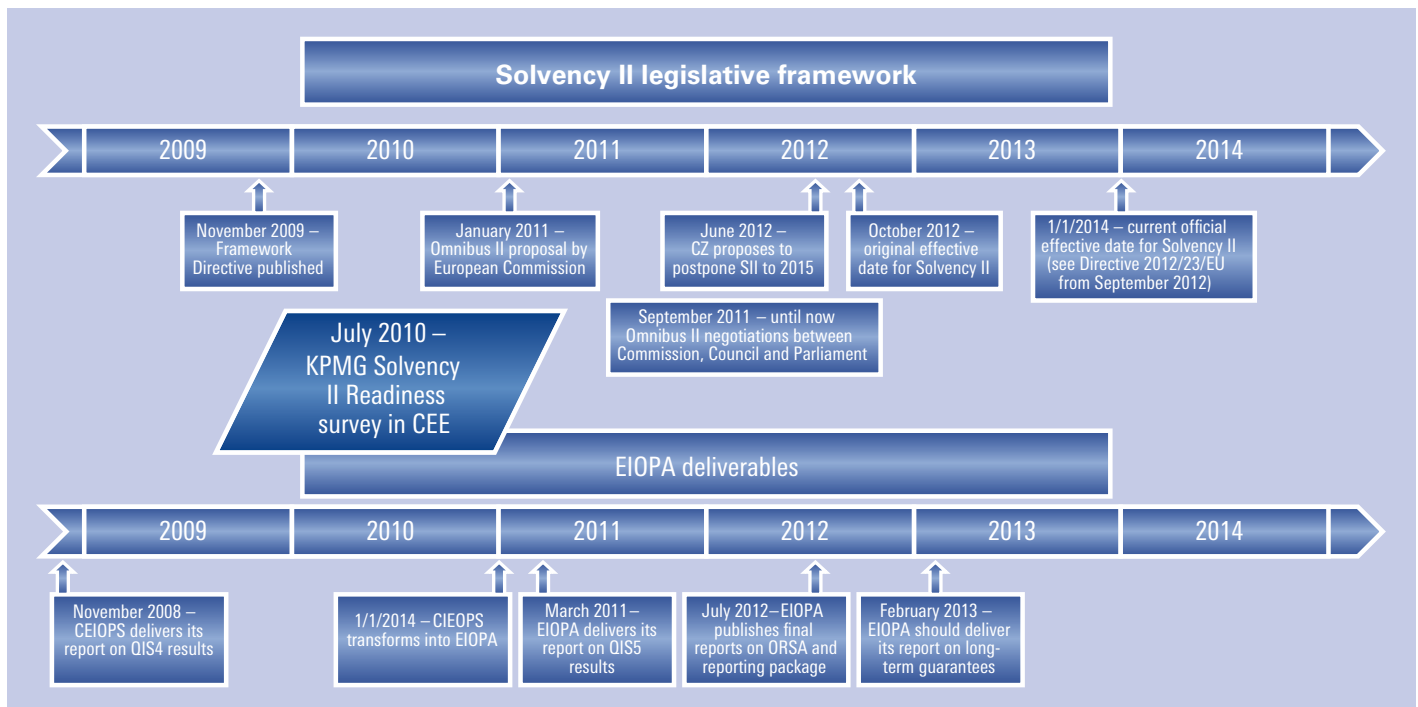 Solvency II legislative framework
2009 2010 2011 2012 2013 2014
November 2009 –
Framework
Directive published
January 2011 –
Omnibus II proposal by
European Commission
June 2012 –
CZ proposes to
postpone SII to 2015
October 2012 –
original effective
date for Solvency II
1/1/2014 – current official
effective date for Solvency II
(see Directive 2012/23/EU
from September 2012)
September 2011 – until now
Omnibus II negotiations between
Commission, Council and Parliament
July 2010 –
KPMG Solvency
II Readiness
survey in CEE
EIOPA deliverables
2009 2010 2011 2012 2013 2014
November 2008 –
CEIOPS delivers its
report on QIS4 results
1/1/2014 – CIEOPS
transforms into EIOPA
March 2011 –
EIOPA delivers its
report on QIS5
results
July 2012–EIOPA
publishes final
reports on ORSA and
reporting package
February 2013 –
EIOPA should deliver
its report on long-
term guarantees